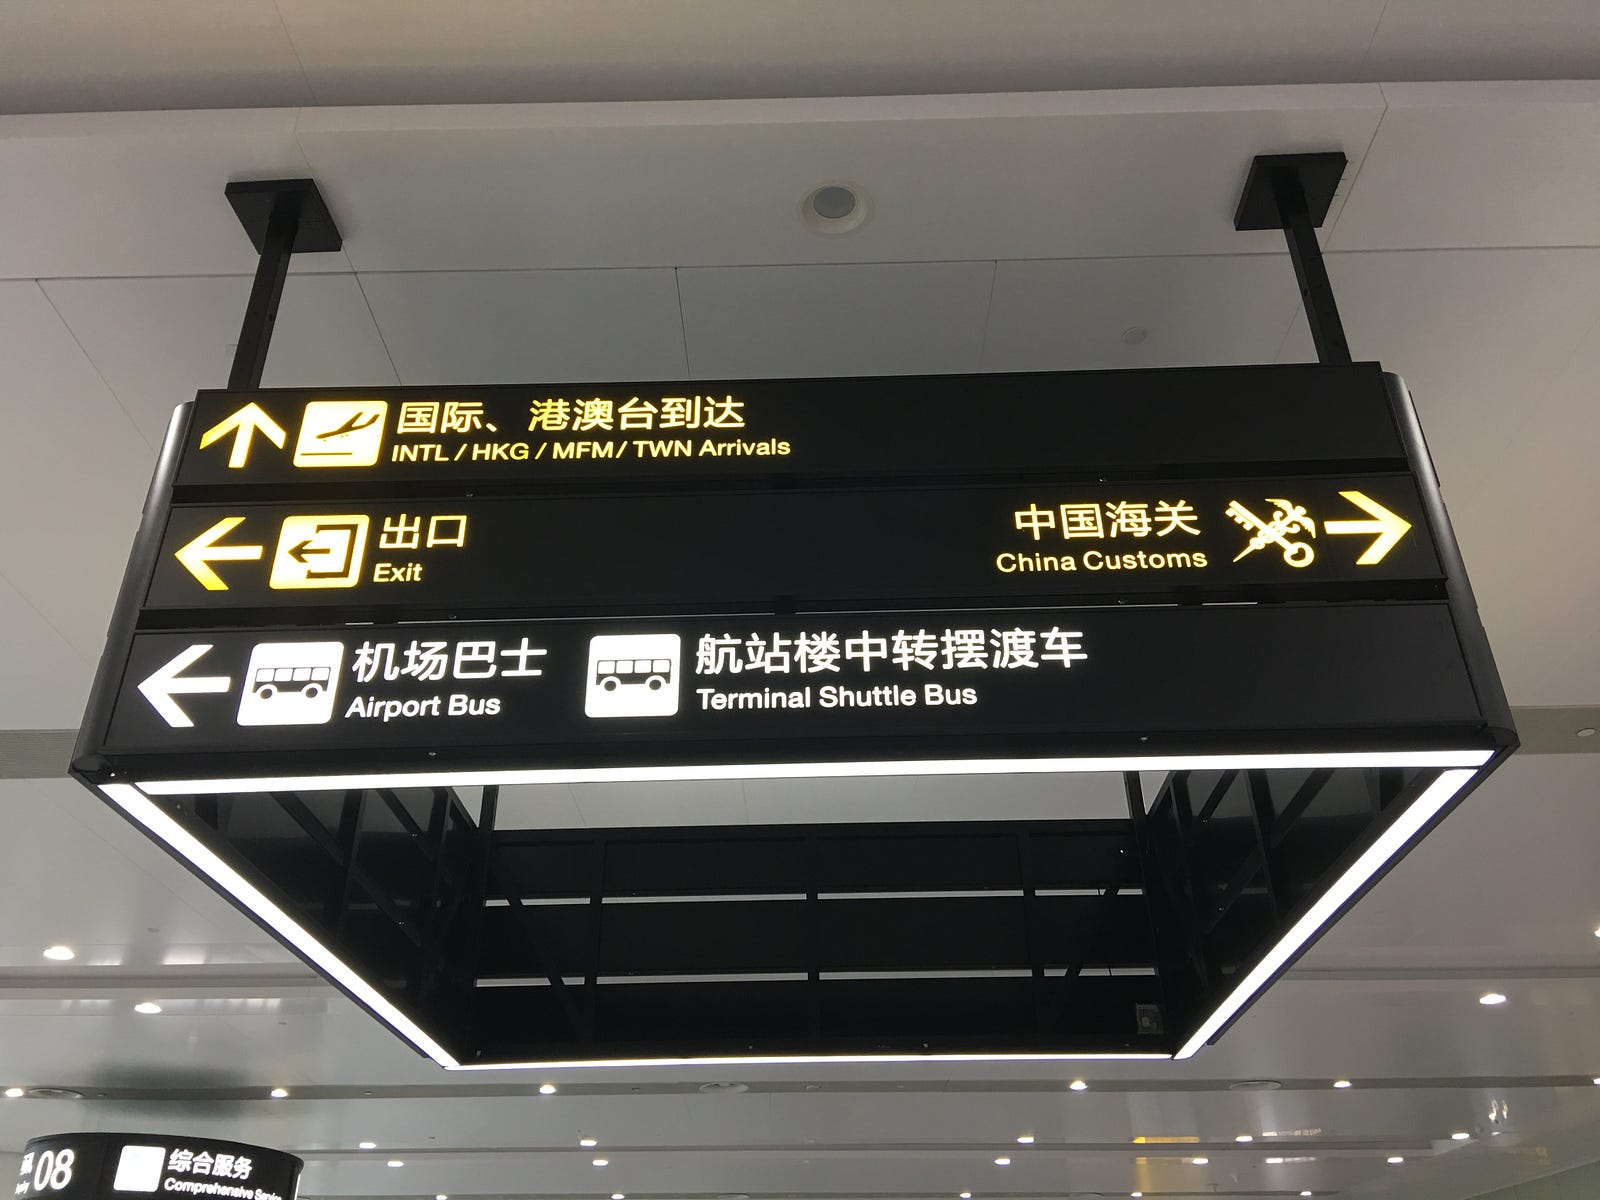 国际、港澳台到达
INTL / HKG / MFM / TWN Arrivals
出口
Exit
中国海关
China Customs
机场巴士
Airport Bus
航站楼中转摆渡车
Terminal Shuttle Bus
08
综合服务
Comprehensive